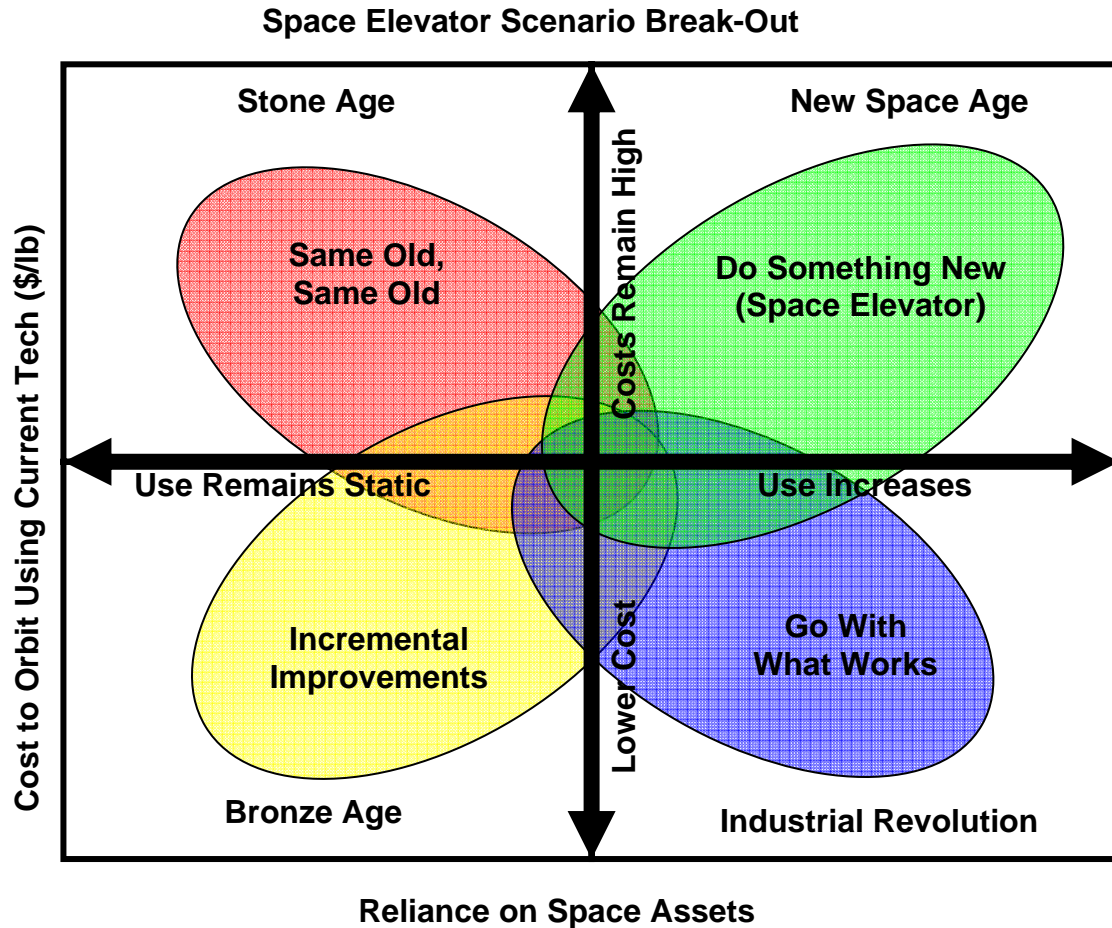 Space Elevator Scenario Break-Out
Stone Age
New Space Age
Costs Remain High
Same Old,
Same Old
Do Something New
(Space Elevator)
Cost to Orbit Using Current Tech ($/lb)
Use Remains Static
Use Increases
Lower Cost
Incremental
Improvements
Go With
What Works
Bronze Age
Industrial Revolution
Reliance on Space Assets